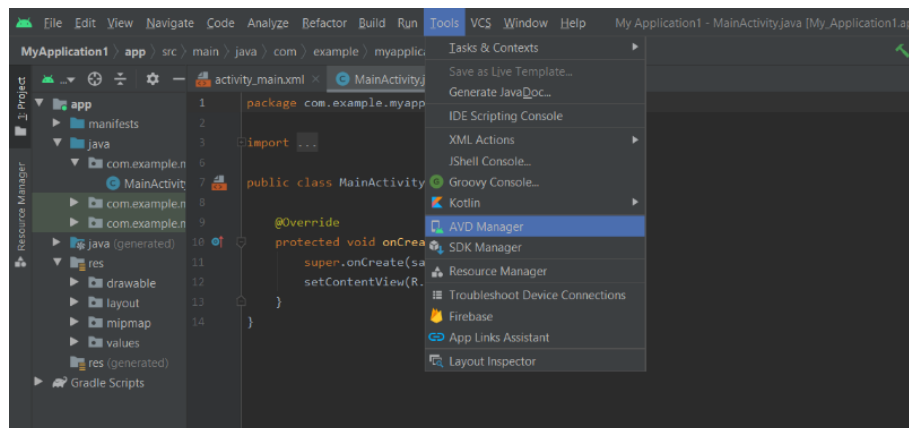 File Edit View Navigate Code Analyze Refactor Build Run Tools VCS Window Help My Application1 - MainActivity.java [My_Application1.ap
MyApplication1 app src main java com example myapplic
1: Project
Resource Manager
activity_main.xml × MainActivity.j
app
manifests
java
com.example.n
MainActivity
com.example.n
com.example.n
java (generated)
res
drawable
layout
mipmap
values
res (generated)
Gradle Scripts
1 package com.example.myapp
2
3 import ...
6
7 public class MainActivity
8
9 @Override
10 protected void onCrea
11 super.onCreate(sa
12 setContentView(R.
13 }
14 }
Tasks & Contexts
Save as Live Template...
Generate JavaDoc...
IDE Scripting Console
XML Actions
JShell Console...
Groovy Console...
Kotlin
AVD Manager
SDK Manager
Resource Manager
Troubleshoot Device Connections
Firebase
App Links Assistant
Layout Inspector